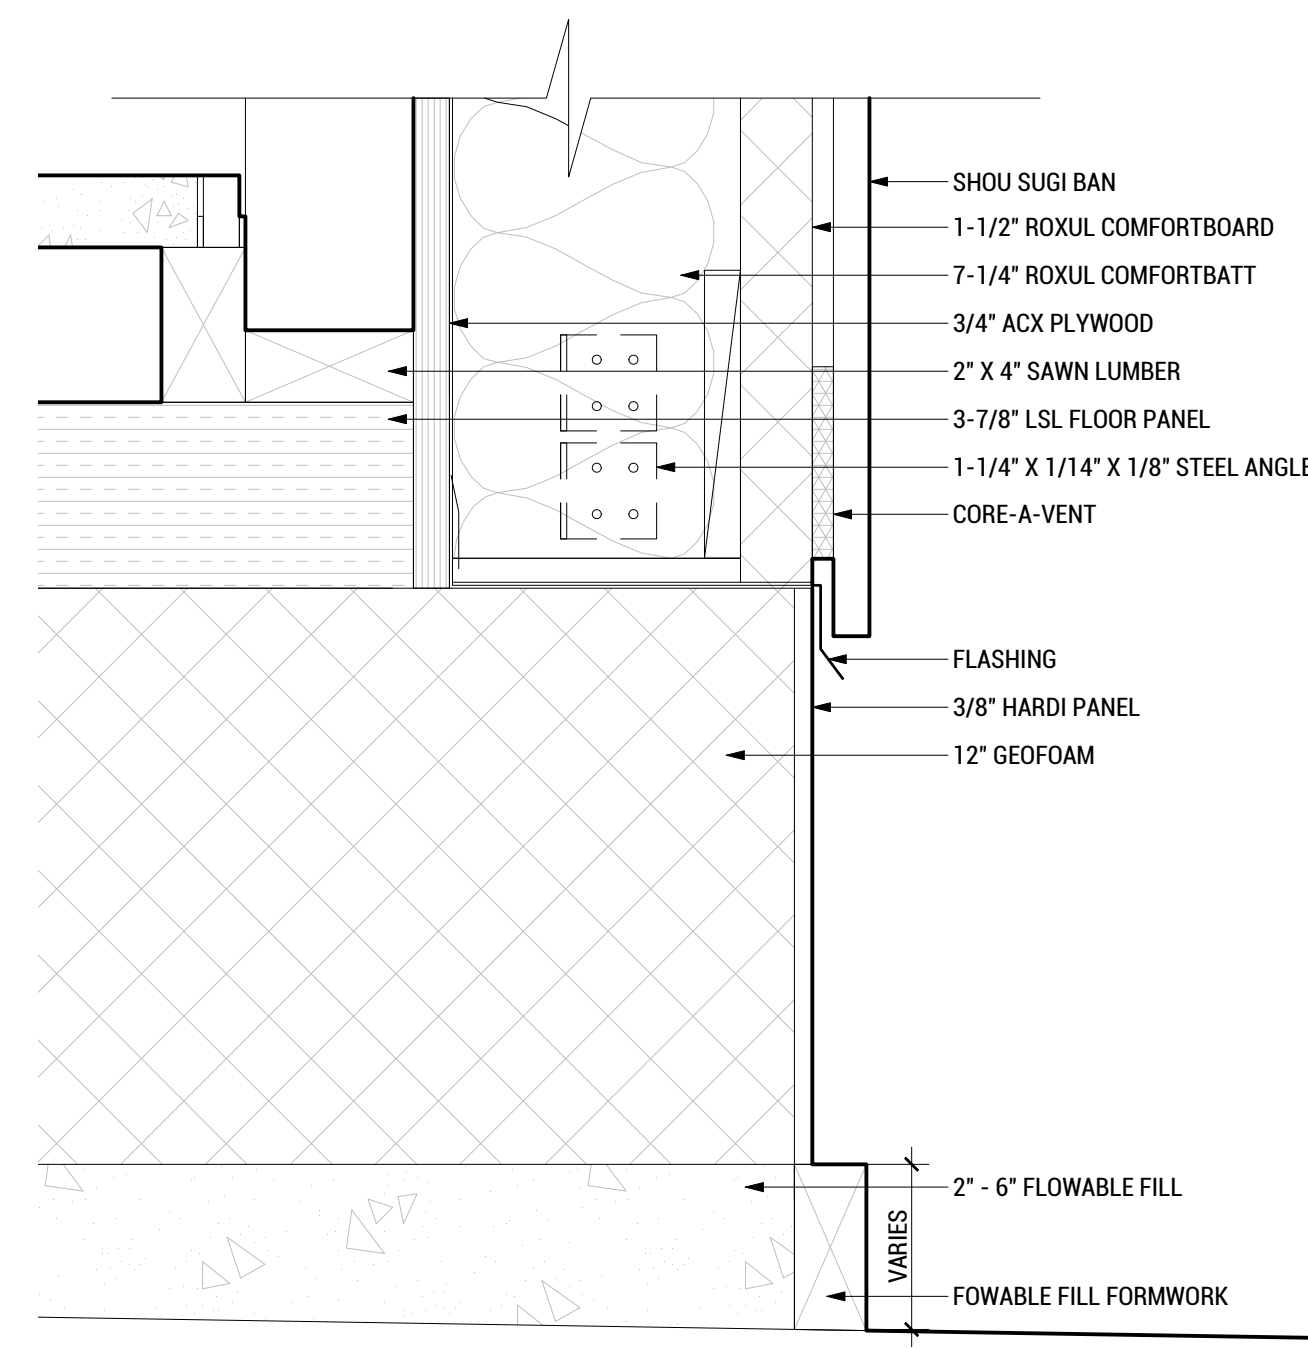 SHOU SUGI BAN
1-1/2" ROXUL COMFORTBOARD
7-1/4" ROXUL COMFORTBATT
3/4" ACX PLYWOOD
2" X 4" SAWN LUMBER
3-7/8" LSL FLOOR PANEL
1-1/4" X 1/14" X 1/8" STEEL ANGLE
CORE-A-VENT
FLASHING
3/8" HARDI PANEL
12" GEOFOAM
2" - 6" FLOWABLE FILL
VARIES
FOWABLE FILL FORMWORK